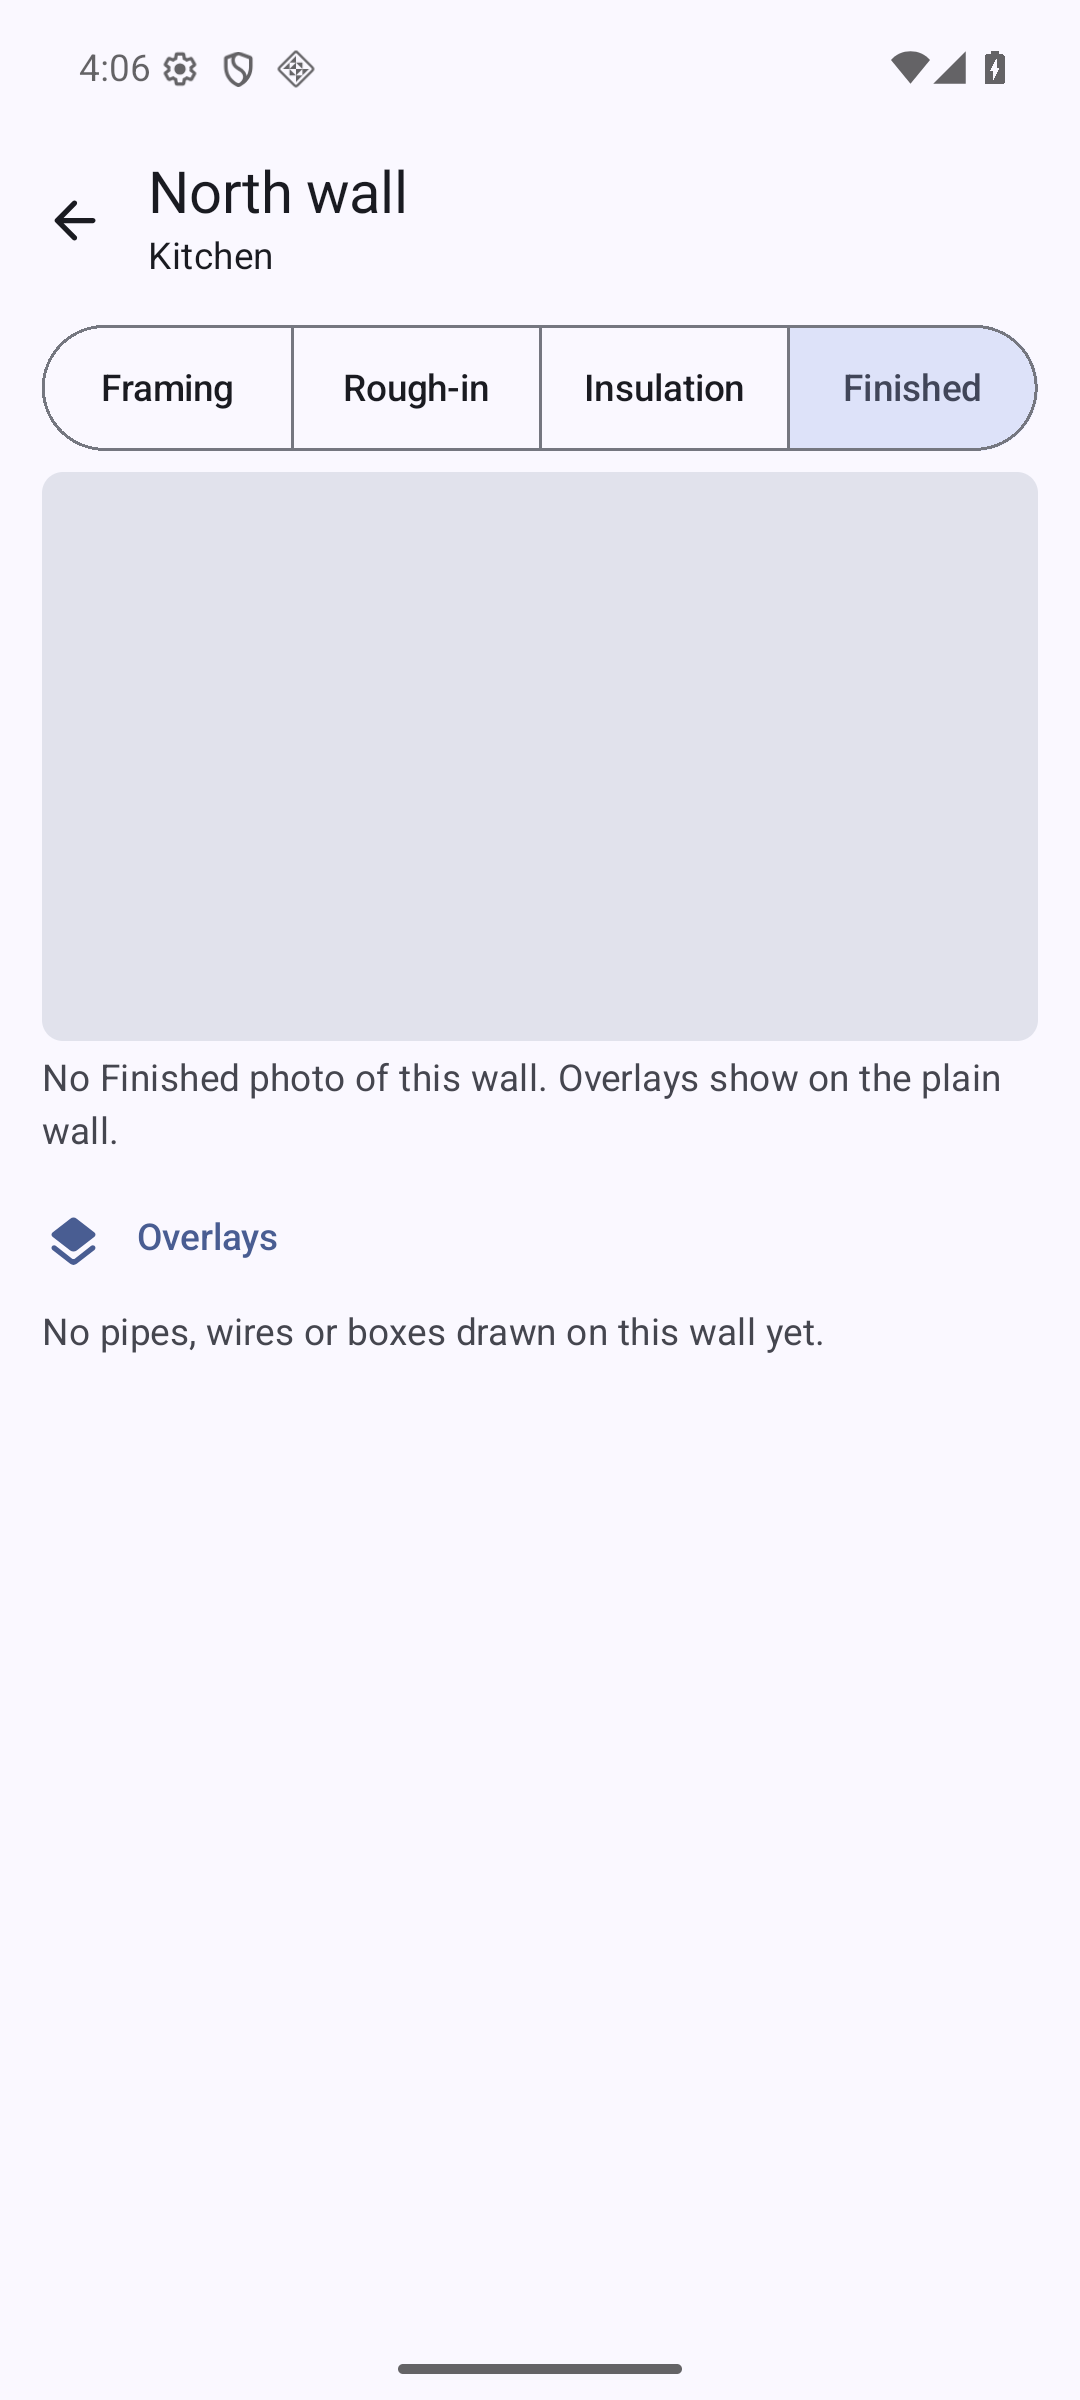 4:06
North wall
Kitchen
Framing
Rough-in
Insulation
Finished
No Finished photo of this wall. Overlays show on the plain
wall.
Overlays
No pipes, wires or boxes drawn on this wall yet.